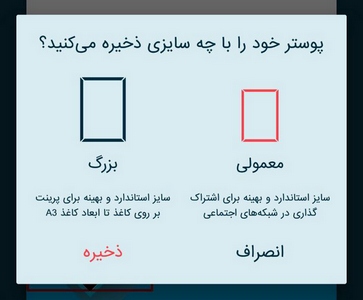 پوستر خود را با چه سایزی ذخیره می‌کنید؟
معمولی
سایز استاندارد و بهینه برای اشتراک
گذاری در شبکه‌های اجتماعی
بزرگ
سایز استاندارد و بهینه برای پرینت
بر روی کاغذ تا ابعاد کاغذ A3
انصراف
ذخیره